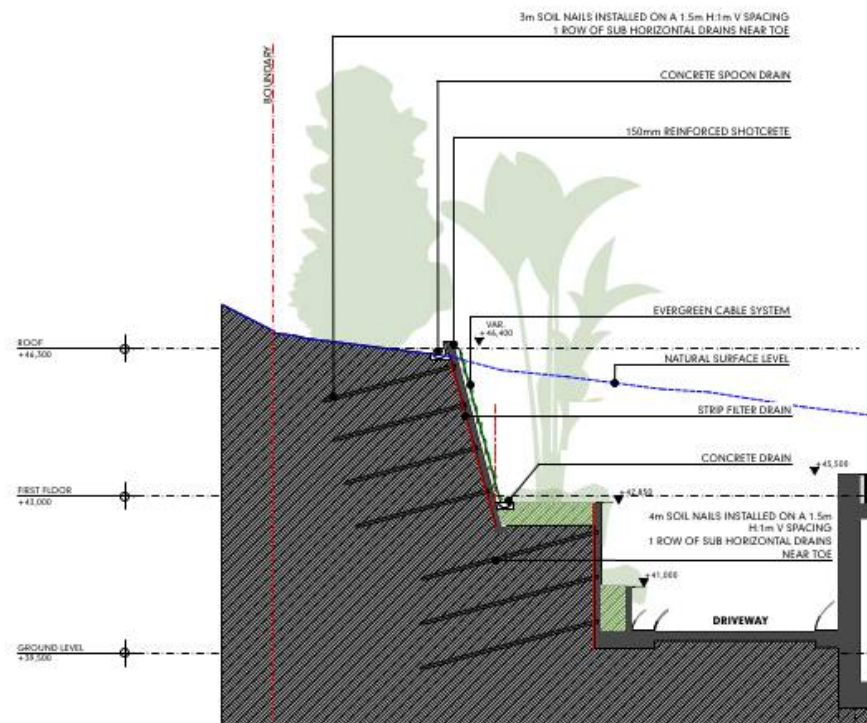 3m SOIL NAILS INSTALLED ON A 1.5m H:1m V SPACING
1 ROW OF SUB HORIZONTAL DRAINS NEAR TOE
BOUNDARY
CONCRETE SPOON DRAIN
150mm REINFORCED SHOTCRETE
EVERGREEN CABLE SYSTEM
VAR.
+46,400
ROOF
+46,300
NATURAL SURFACE LEVEL
STRIP FILTER DRAIN
CONCRETE DRAIN
+45,500
FIRST FLOOR
+43,000
+42,850
4m SOIL NAILS INSTALLED ON A 1.5m
H:1m V SPACING
1 ROW OF SUB HORIZONTAL DRAINS
NEAR TOE
+41,000
DRIVEWAY
GROUND LEVEL
+39,500